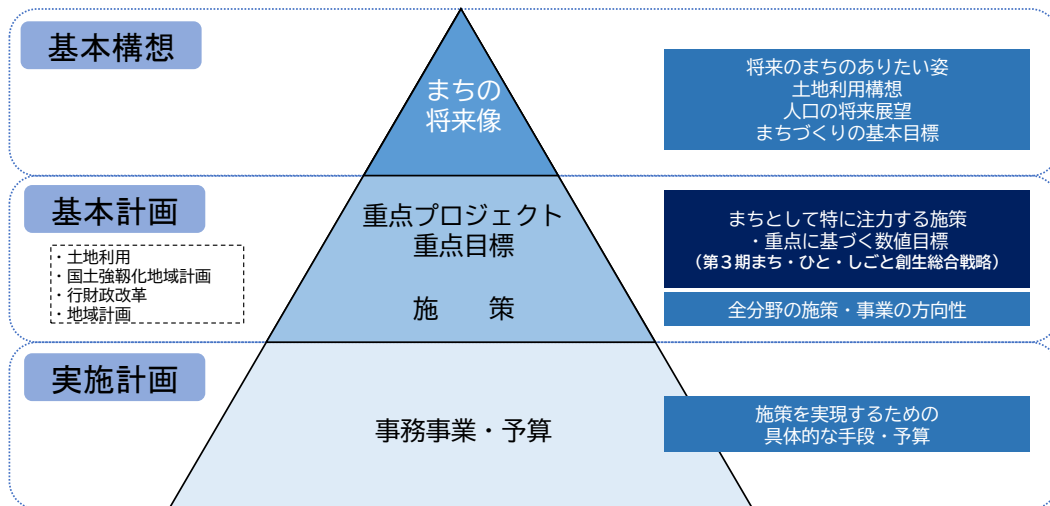 基本構想
まちの
将来像
将来のまちのありたい姿
土地利用構想
人口の将来展望
まちづくりの基本目標
基本計画
・土地利用
・国土強靱化地域計画
・行財政改革
・地域計画
重点プロジェクト
重点目標
施　　策
まちとして特に注力する施策
・重点に基づく数値目標
（第３期まち・ひと・しごと創生総合戦略）
全分野の施策・事業の方向性
実施計画
事務事業・予算
施策を実現するための
具体的な手段・予算